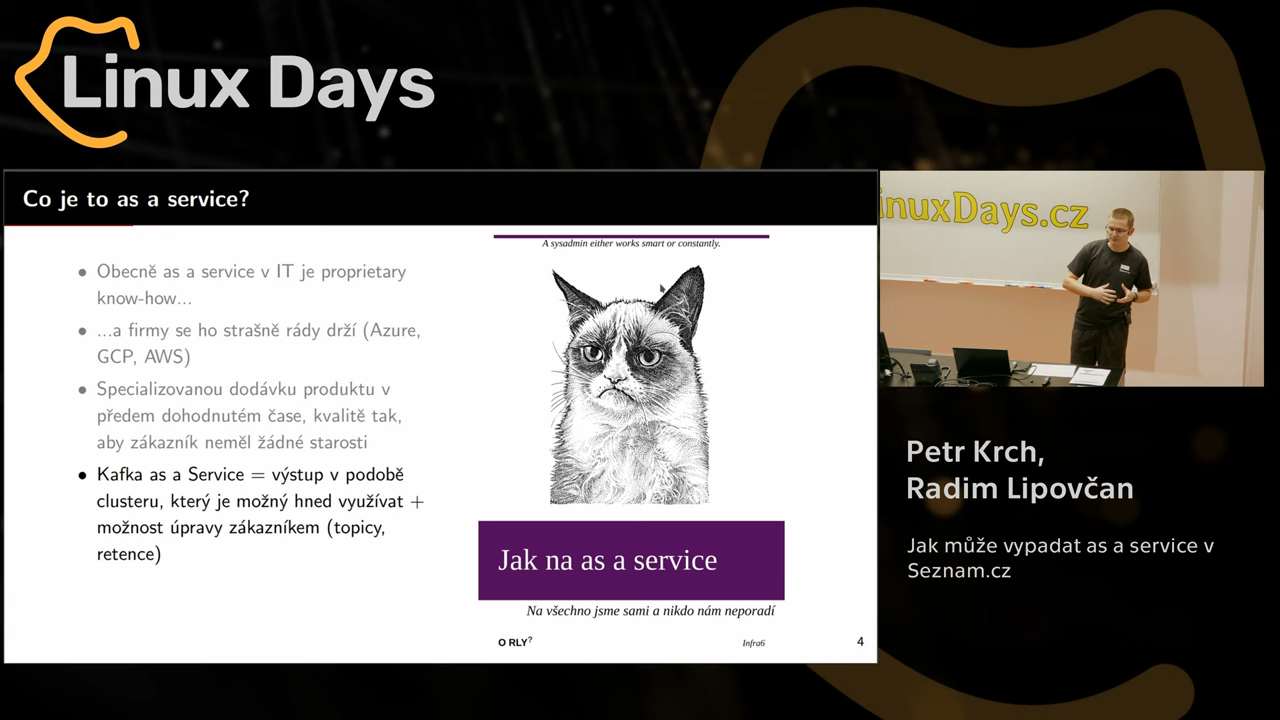 Linux Days
Co je to as a service?
• Obecně as a service v IT je proprietary
know-how...
• ...a firmy se ho strašně rády drží (Azure,
GCP, AWS)
• Specializovanou dodávku produktu v
předem dohodnutém čase, kvalitě tak,
aby zákazník neměl žádné starosti
• Kafka as a Service = výstup v podobě
clusteru, který je možný hned využívat +
možnost úpravy zákazníkem (topicy,
retence)
A sysadmin either works smart or constantly.
Jak na as a service
Na všechno jsme sami a nikdo nám neporadí
O RLY?
Infra6
4
inuxDays.cz
Petr Krch,
Radim Lipovčan
Jak může vypadat as a service v
Seznam.cz